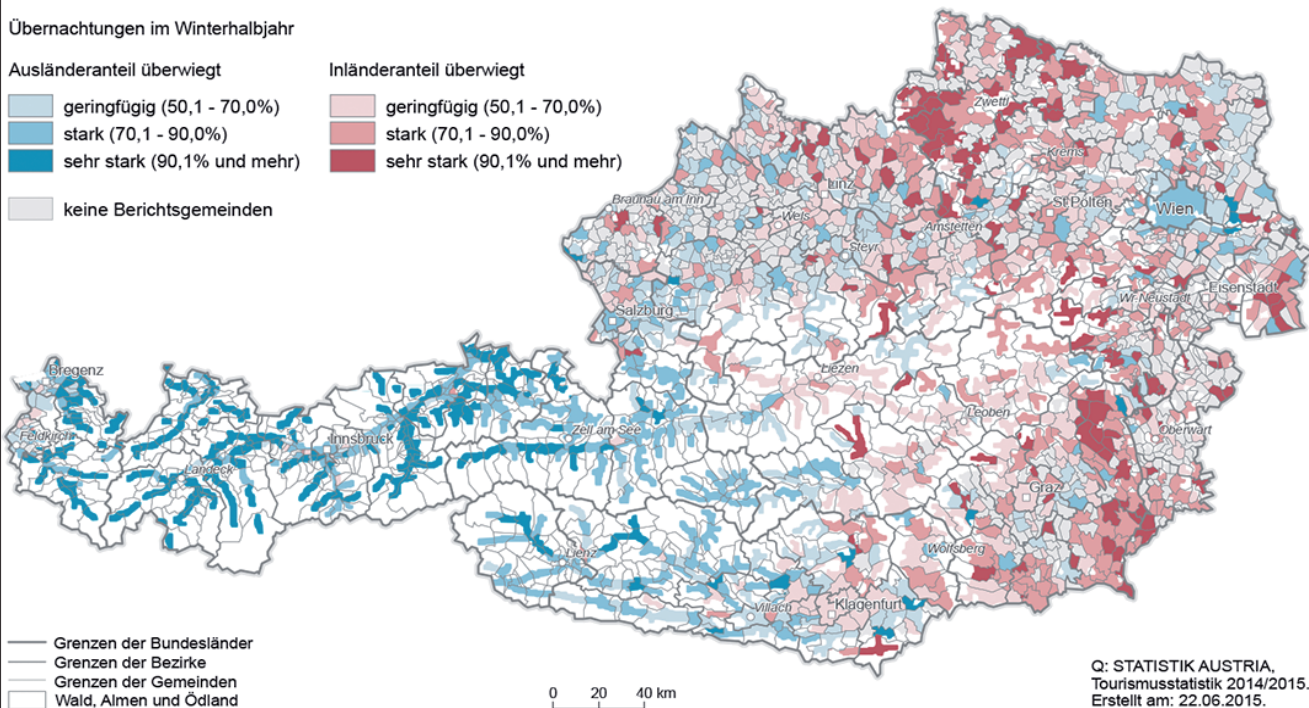 Übernachtungen im Winterhalbjahr
Ausländeranteil überwiegt
geringfügig (50,1 - 70,0%)
stark (70,1 - 90,0%)
sehr stark (90,1% und mehr)
keine Berichtsgemeinden
Inländeranteil überwiegt
geringfügig (50,1 - 70,0%)
stark (70,1 - 90,0%)
sehr stark (90,1% und mehr)
Zwettl
Krems
Linz
Braunau am Inn
Wels
St.Pölten
Wien
Amstetten
Steyr
Eisenstadt
Wr-Neustadt
Salzburg
Bregenz
Liezen
Leoben
Feldkirch
Innsbruck
Zell am See
Oberwart
Landeck
Graz
Lienz
Wolfsberg
Villach
Klagenfurt
Grenzen der Bundesländer
Grenzen der Bezirke
Grenzen der Gemeinden
Wald, Almen und Ödland
0 20 40 km
Q: STATISTIK AUSTRIA,
Tourismusstatistik 2014/2015.
Erstellt am: 22.06.2015.